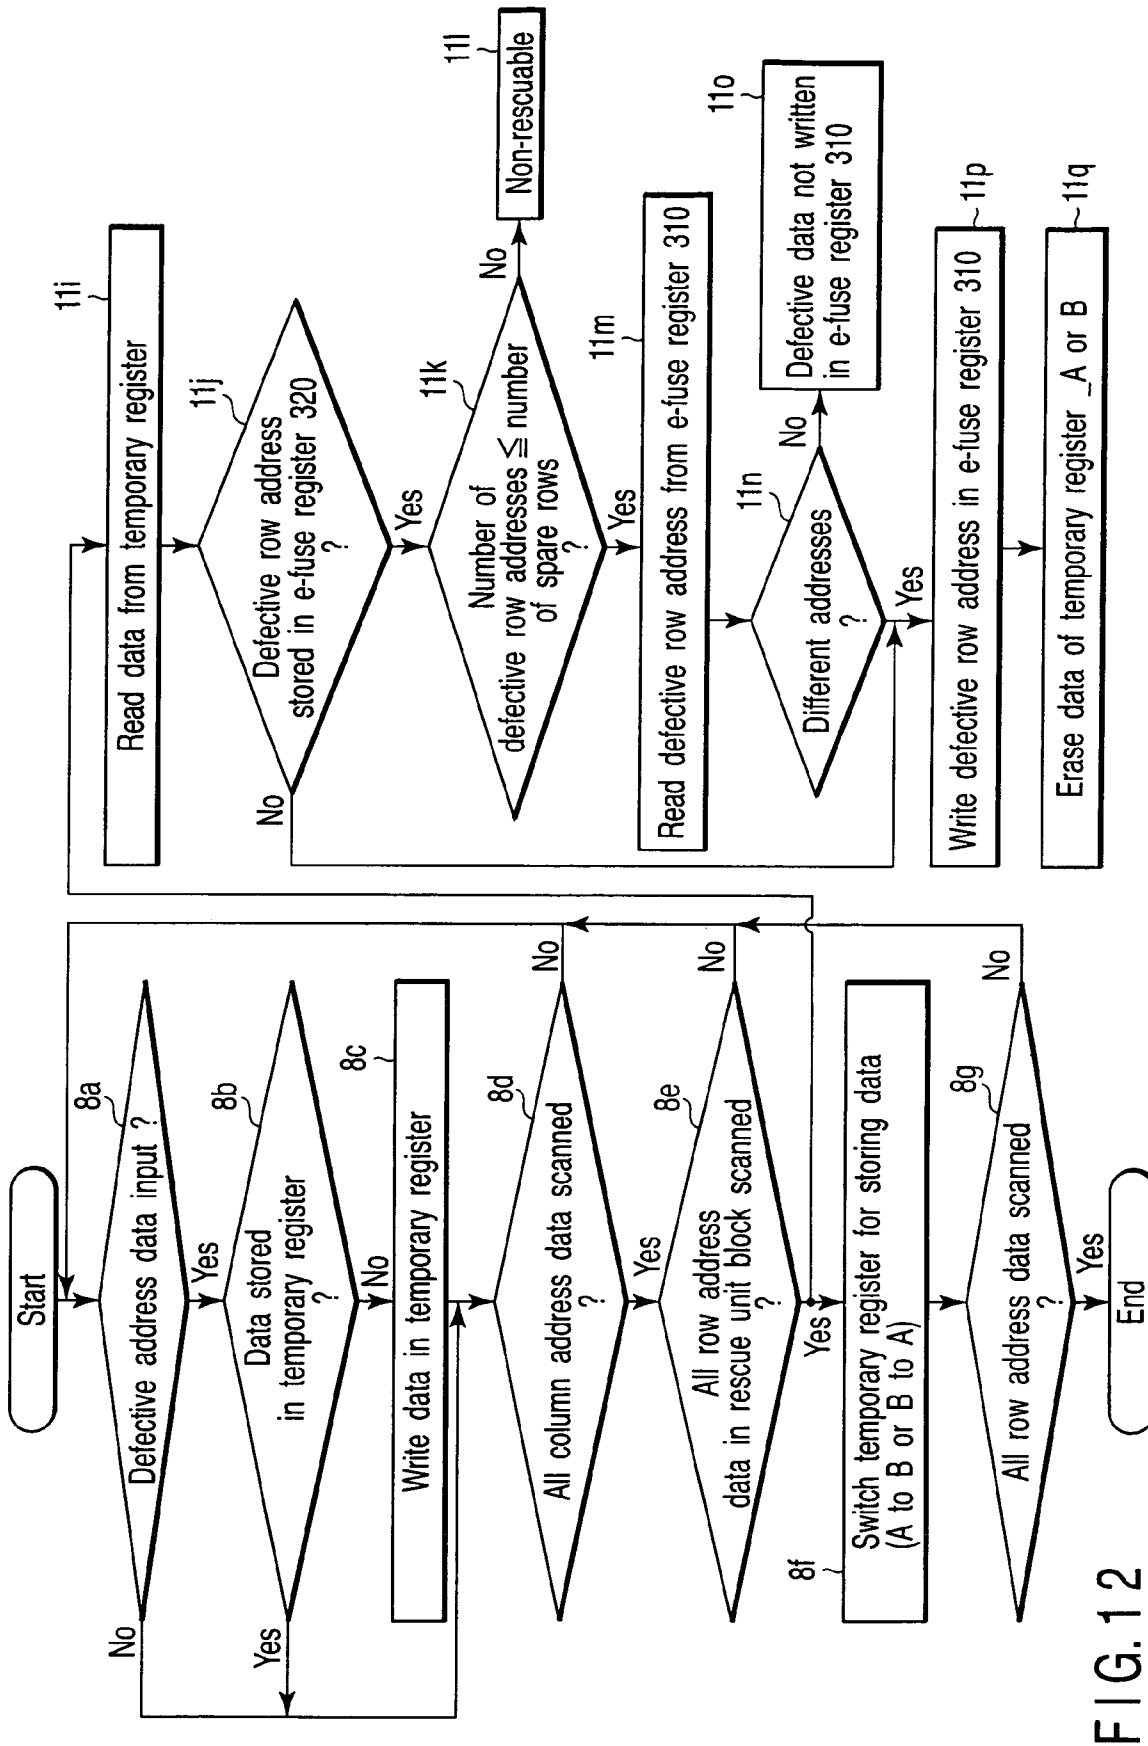 Start
8a
Defective address data input ?
No
Yes
8b
Data stored
in temporary register
?
Yes
No
8c
Write data in temporary register
8d
All column address data scanned
?
No
Yes
8e
All row address
data in rescue unit block scanned
?
No
Yes
8f
Switch temporary register for storing data
(A to B or B to A)
8g
All row address data scanned
?
No
Yes
End
11i
Read data from temporary register
11j
Defective row address
stored in e-fuse register 320
?
No
Yes
11k
Number of
defective row addresses ≦ number
of spare rows
?
No
11l
Non-rescuable
Yes
11m
Read defective row address from e-fuse register 310
11n
Different addresses
?
No
11o
Defective data not written
in e-fuse register 310
Yes
11p
Write defective row address in e-fuse register 310
11q
Erase data of temporary register _A or B
FIG. 12